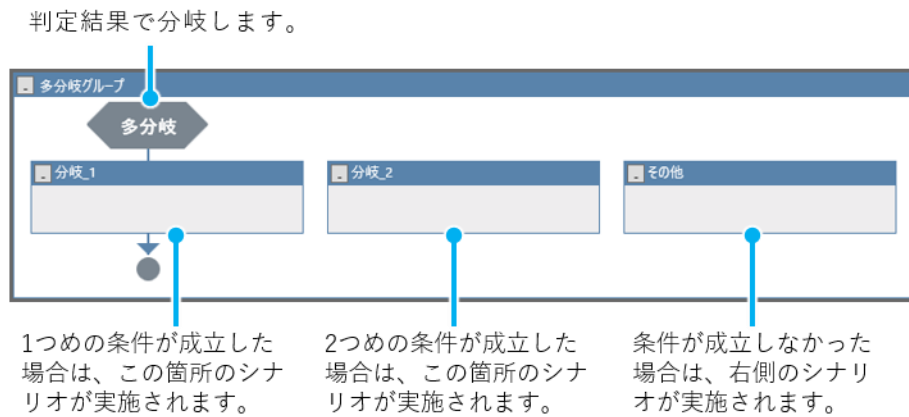 判定結果で分岐します。
多分岐グループ
多分岐
分岐_1
分岐_2
その他
1つめの条件が成立した
場合は、この箇所のシナ
リオが実施されます。
2つめの条件が成立した
場合は、この箇所のシナ
リオが実施されます。
条件が成立しなかった
場合は、右側のシナリ
オが実施されます。